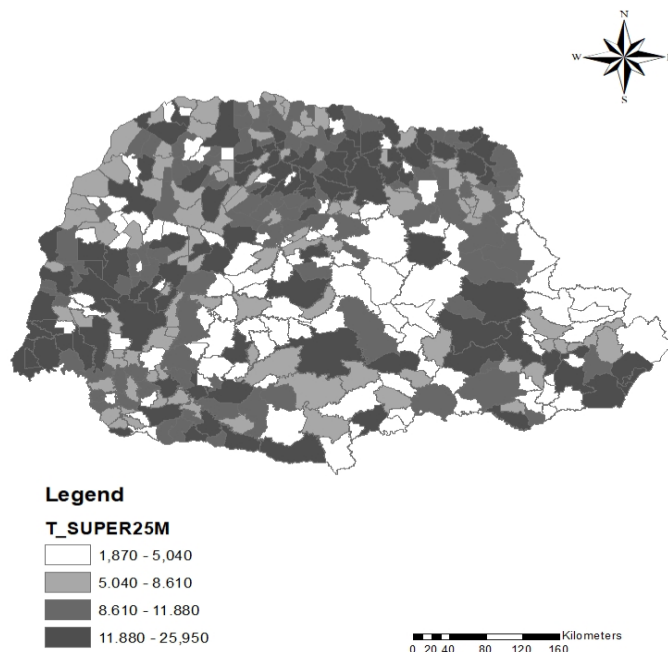 N
W
S
Legend
T_SUPER25M
1,870 - 5,040
5.040 - 8.610
8.610 - 11.880
11.880 - 25,950
Kilometers
0 20 40 80 120 160